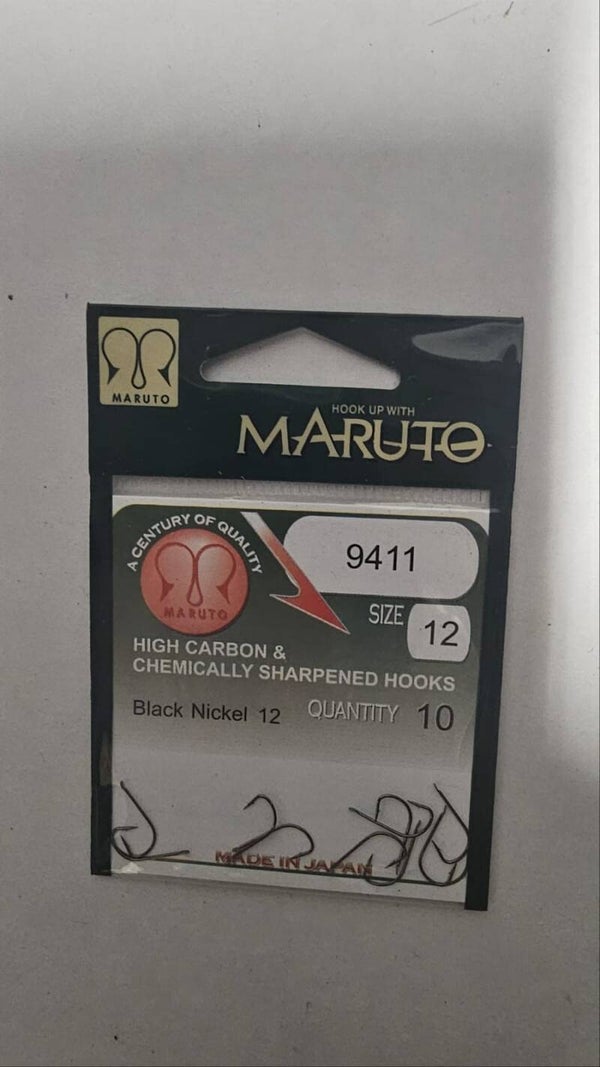 MARUTO
HOOK UP WITH
MARUTO
A CENTURY OF QUALITY
MARUTO
9411
SIZE 12
HIGH CARBON &
CHEMICALLY SHARPENED HOOKS
Black Nickel 12 QUANTITY 10
MADE IN JAPAN